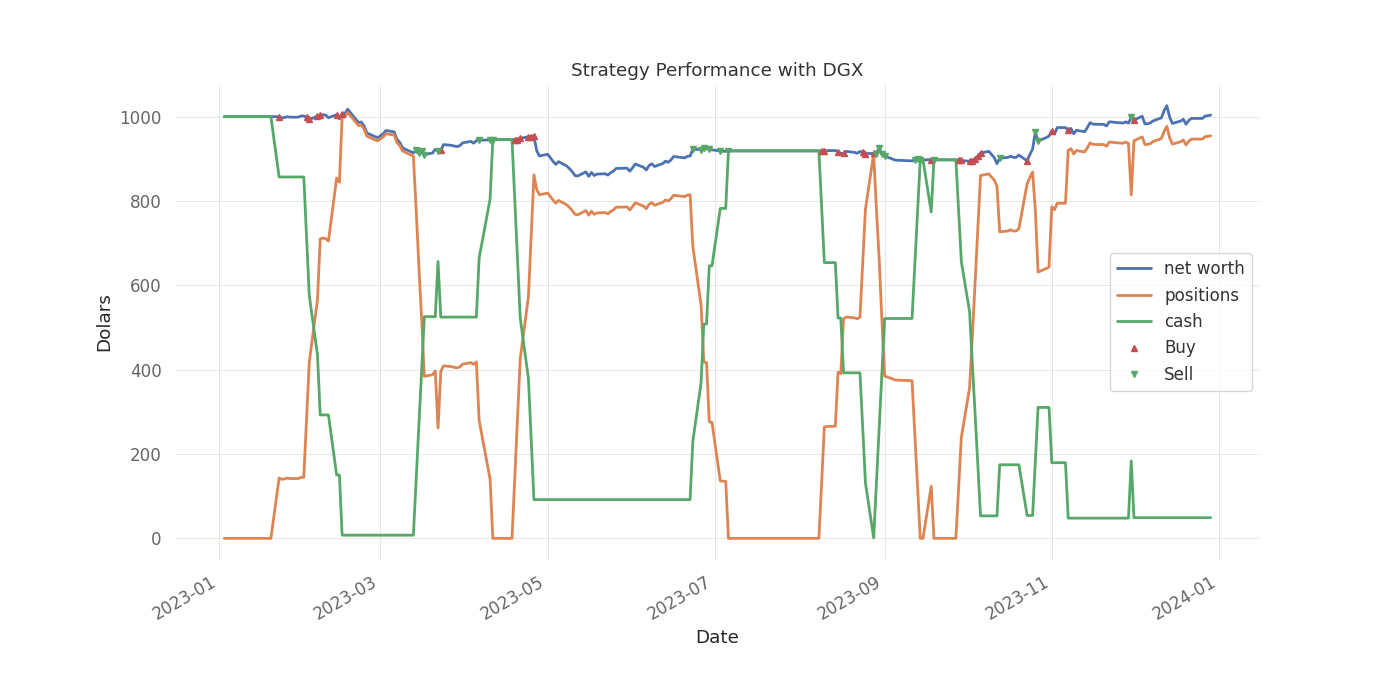 Strategy Performance with DGX
1000
800
600
400
200
0
Dolars
net worth
positions
cash
Buy
Sell
2023-01
2023-03
2023-05
2023-07
2023-09
2023-11
2024-01
Date